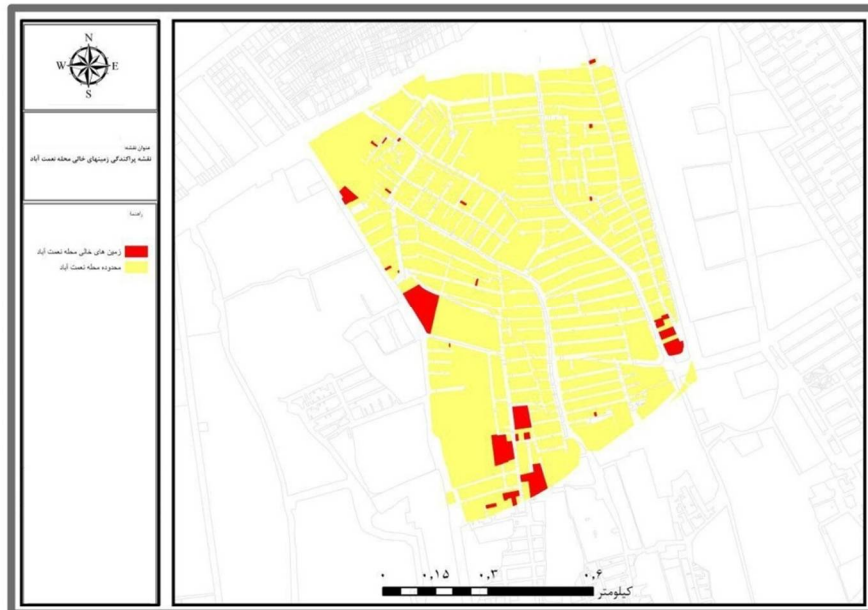 N
W E
S
عنوان نقشه:
نقشه پراکندگی زمینهای خالی محله نعمت آباد
راهنما
زمین های خالی محله نعمت آباد
محدوده محله نعمت آباد
۰ ۰,۱۵ ۰,۳ ۰,۶
کیلومتر